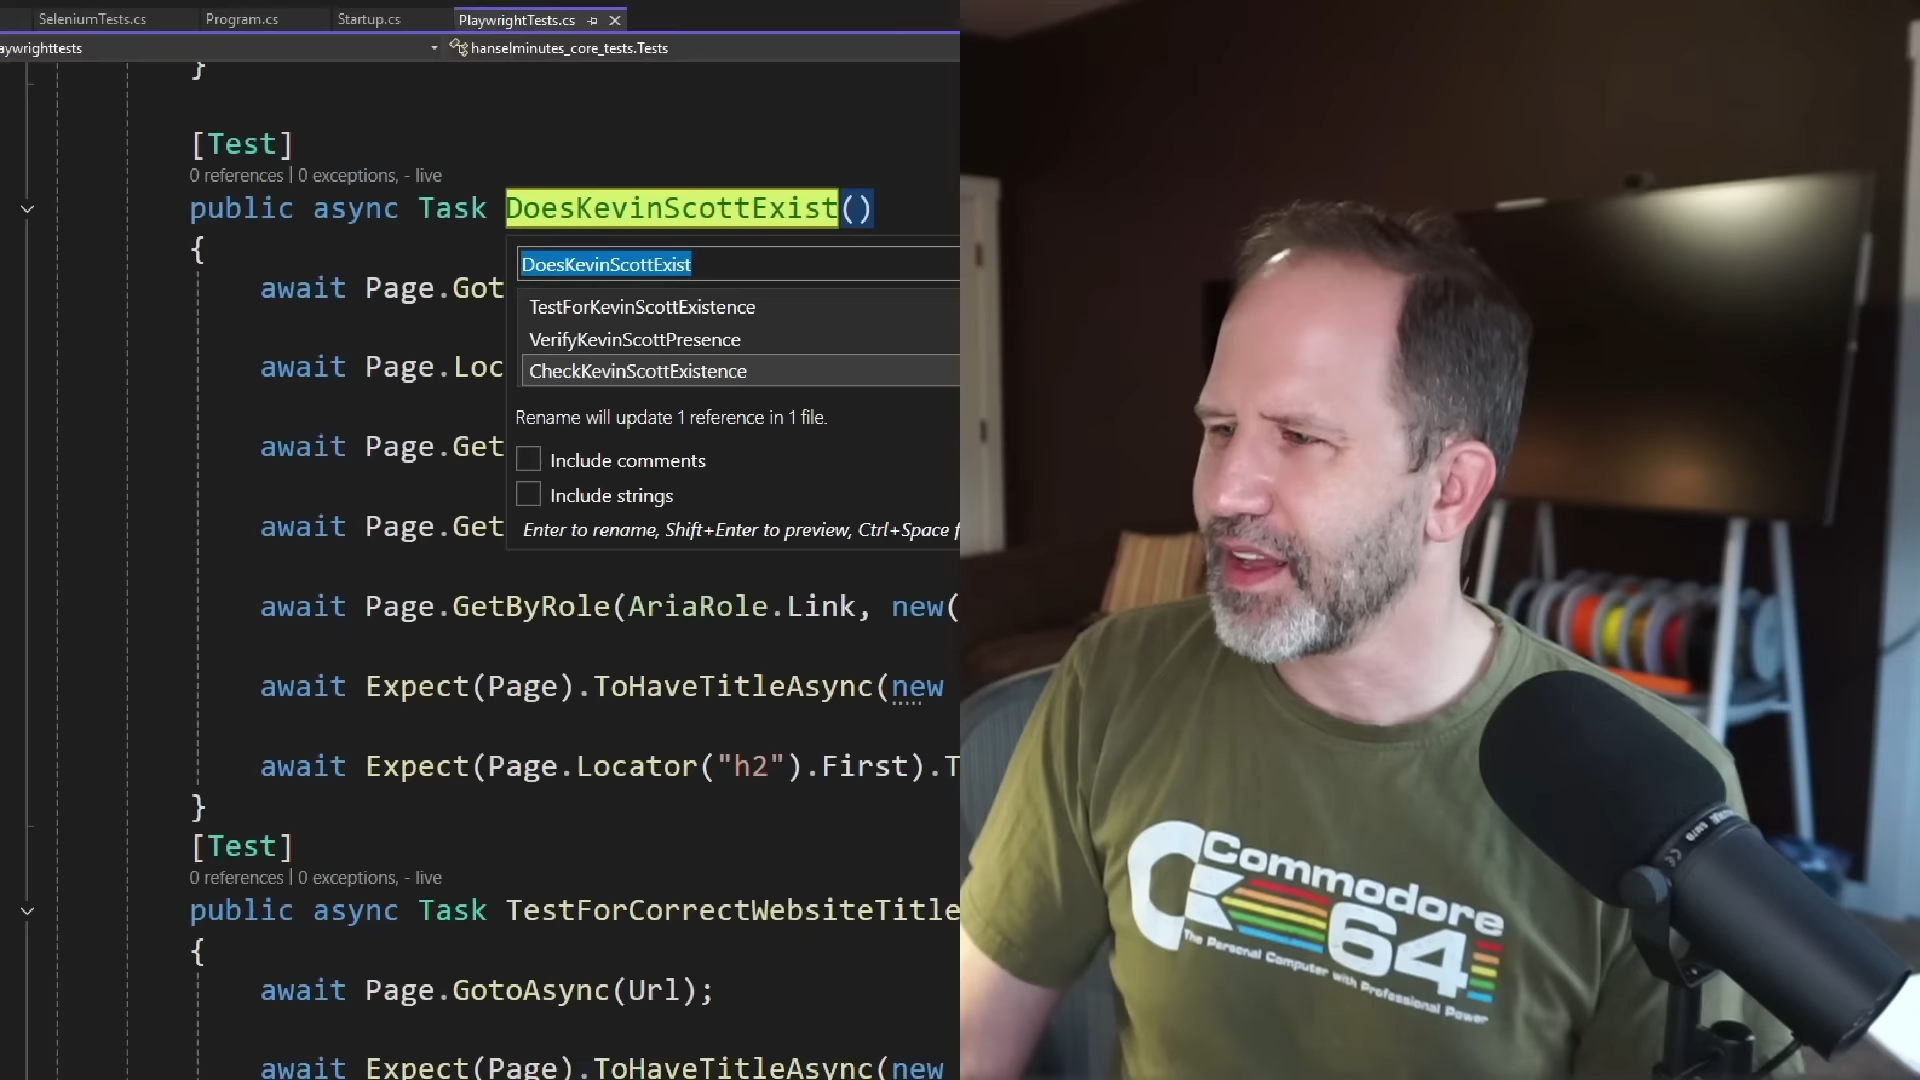 SeleniumTests.cs
Program.cs
Startup.cs
PlaywrightTests.cs
aywrighttests
hanselminutes_core_tests.Tests
}
[Test]
0 references | 0 exceptions, - live
public async Task DoesKevinScottExist()
{
DoesKevinScottExist
await Page.Got
TestForKevinScottExistence
VerifyKevinScottPresence
await Page.Loc
CheckKevinScottExistence
Rename will update 1 reference in 1 file.
await Page.Get
Include comments
Include strings
await Page.Get
Enter to rename, Shift+Enter to preview, Ctrl+Space f
await Page.GetByRole(AriaRole.Link, new(
await Expect(Page).ToHaveTitleAsync(new
await Expect(Page.Locator("h2").First).T
}
[Test]
0 references | 0 exceptions, - live
public async Task TestForCorrectWebsiteTitle
{
await Page.GotoAsync(Url);
await Expect(Page).ToHaveTitleAsync(new
Commodore
64
The Personal Computer with Professional Power
SM7B